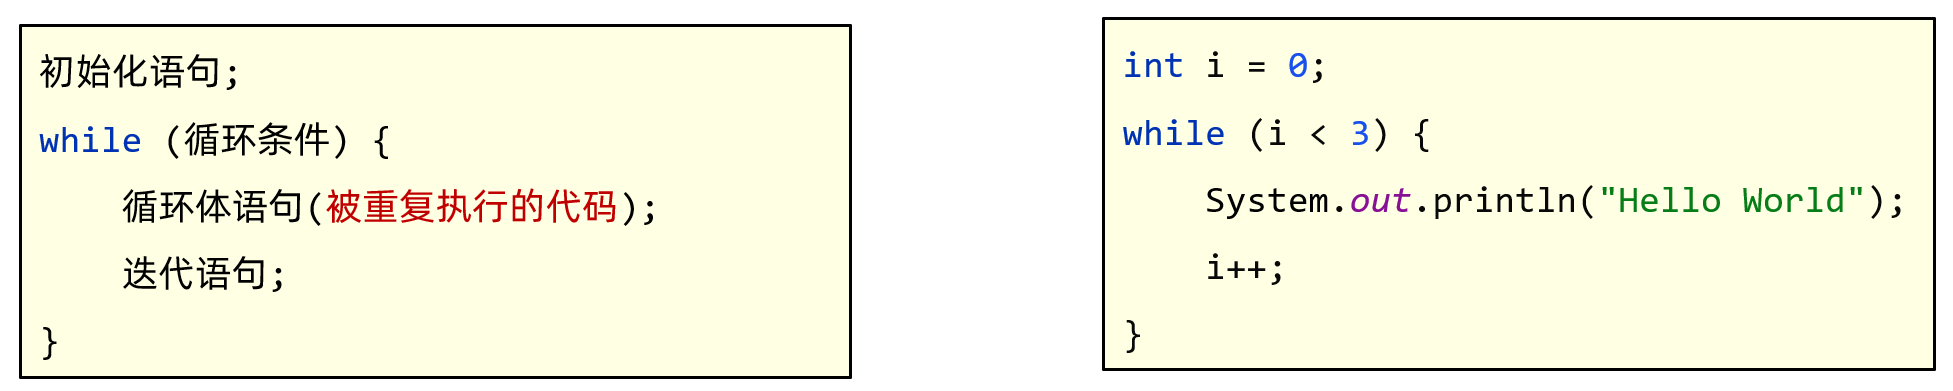 初始化语句;
while (循环条件) {
    循环体语句(被重复执行的代码);
    迭代语句;
}
int i = 0;
while (i < 3) {
    System.out.println("Hello World");
    i++;
}